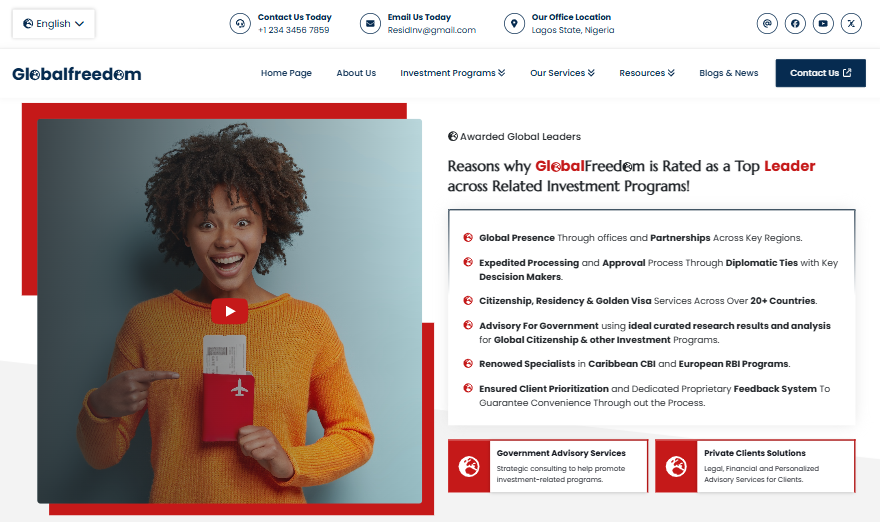 English
Contact Us Today
+1 234 3456 7859
Email Us Today
ResidInv@gmail.com
Our Office Location
Lagos State, Nigeria
Globalfreedom
Home Page
About Us
Investment Programs
Our Services
Resources
Blogs & News
Contact Us
Awarded Global Leaders
Reasons why GlobalFreedom is Rated as a Top Leader
across Related Investment Programs!
Global Presence Through offices and Partnerships Across Key Regions.
Expedited Processing and Approval Process Through Diplomatic Ties with Key
Descision Makers.
Citizenship, Residency & Golden Visa Services Across Over 20+ Countries.
Advisory For Government using ideal curated research results and analysis
for Global Citizenship & other Investment Programs.
Renowed Specialists in Caribbean CBI and European RBI Programs.
Ensured Client Prioritization and Dedicated Proprietary Feedback System To
Guarantee Convenience Through out the Process.
Government Advisory Services
Strategic consulting to help promote
investment-related programs.
Private Clients Solutions
Legal, Financial and Personalized
Advisory Services for Clients.